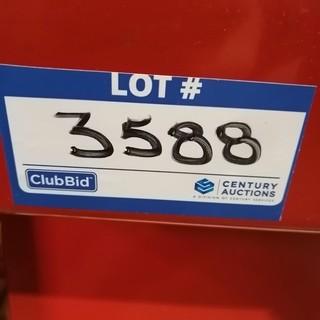 LOT #
3588
ClubBid
CENTURY
AUCTIONS
A DIVISION OF CENTURY SERVICES